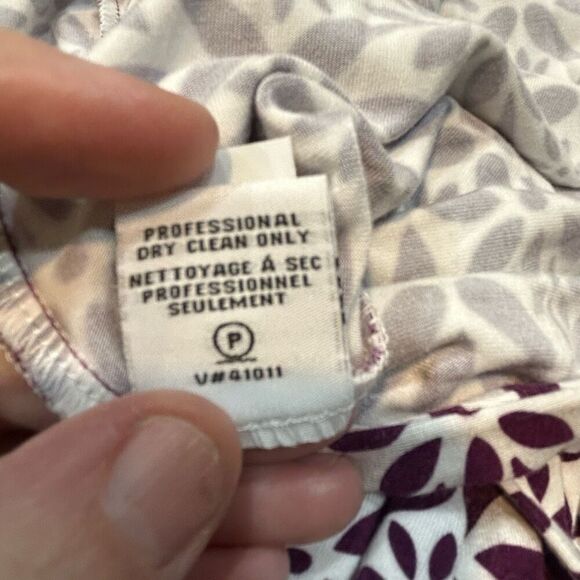 PROFESSIONAL
DRY CLEAN ONLY
NETTOYAGE À SEC
PROFESSIONNEL
SEULEMENT
P
V#41011